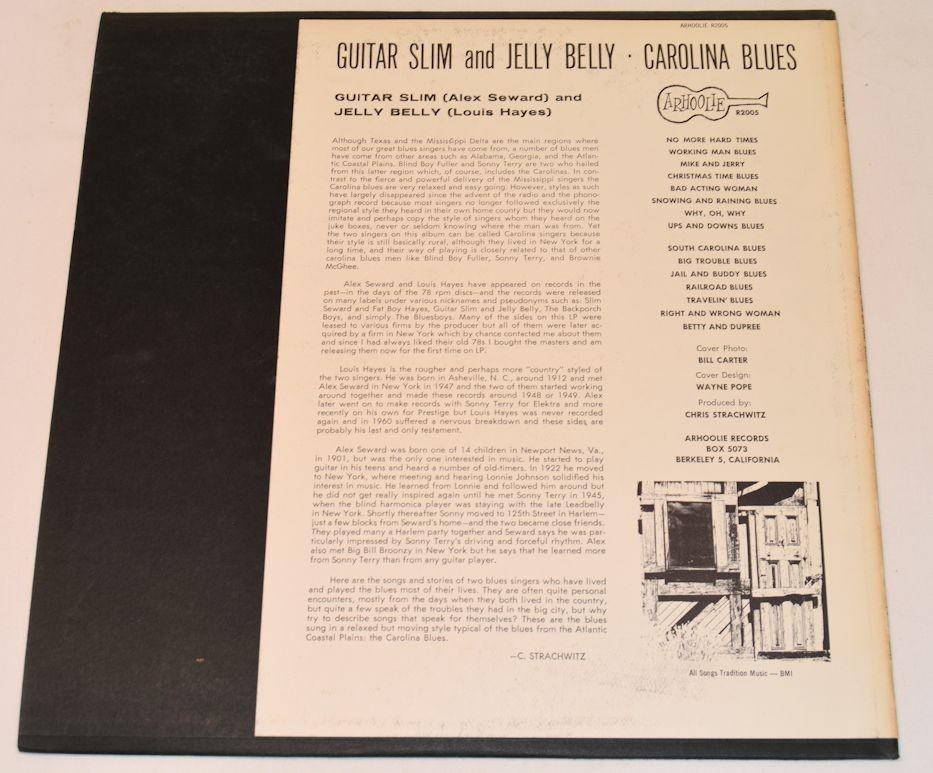 ARHOOLIE R2005
GUITAR SLIM and JELLY BELLY · CAROLINA BLUES
GUITAR SLIM (Alex Seward) and
JELLY BELLY (Louis Hayes)
Although Texas and the Mississippi Delta are the main regions where
most of our great blues singers have come from, a number of blues men
have come from other areas such as Alabama, Georgia, and the Atlan-
tic Coastal Plains. Blind Boy Fuller and Sonny Terry are two who hailed
from this latter region which, of course, includes the Carolinas. In con-
trast to the fierce and powerful delivery of the Mississippi singers the
Carolina blues are very relaxed and easy going. However, styles as such
have largely disappeared since the advent of the radio and the phono-
graph record because most singers no longer followed exclusively the
regional style they heard in their own home county but they would now
imitate and perhaps copy the style of singers whom they heard on the
juke boxes, never or seldom knowing where the man was from. Yet
the two singers on this album can be called Carolina singers because
their style is still basically rural, although they lived in New York for a
long time, and their way of playing is closely related to that of other
carolina blues men like Blind Boy Fuller, Sonny Terry, and Brownie
McGhee.
Alex Seward and Louis Hayes have appeared on records in the
past—in the days of the 78 rpm discs—and the records were released
on many labels under various nicknames and pseudonyms such as: Slim
Seward and Fat Boy Hayes, Guitar Slim and Jelly Belly, The Backporch
Boys, and simply The Bluesboys. Many of the sides on this LP were
leased to various firms by the producer but all of them were later ac-
quired by a firm in New York which by chance contacted me about them
and since I had always liked their old 78s I bought the masters and am
releasing them now for the first time on LP.
Louis Hayes is the rougher and perhaps more "country" styled of
the two singers. He was born in Asheville, N. C., around 1912 and met
Alex Seward in New York in 1947 and the two of them started working
around together and made these records around 1948 or 1949. Alex
later went on to make records with Sonny Terry for Elektra and more
recently on his own for Prestige but Louis Hayes was never recorded
again and in 1960 suffered a nervous breakdown and these sides are
probably his last and only testament.
Alex Seward was born one of 14 children in Newport News, Va.,
in 1901, but was the only one interested in music. He started to play
guitar in his teens and heard a number of old-timers. In 1922 he moved
to New York, where meeting and hearing Lonnie Johnson solidified his
interest in music. He learned from Lonnie and followed him around but
he did not get really inspired again until he met Sonny Terry in 1945,
when the blind harmonica player was staying with the late Leadbelly
in New York. Shortly thereafter Sonny moved to 125th Street in Harlem—
just a few blocks from Seward's home—and the two became close friends.
They played many a Harlem party together and Seward says he was par-
ticularly impressed by Sonny Terry's driving and forceful rhythm. Alex
also met Big Bill Broonzy in New York but he says that he learned more
from Sonny Terry than from any guitar player.
Here are the songs and stories of two blues singers who have lived
and played the blues most of their lives. They are often quite personal
encounters, mostly from the days when they both lived in the country,
but quite a few speak of the troubles they had in the big city, but why
try to describe songs that speak for themselves? These are the blues
sung in a relaxed but moving style typical of the blues from the Atlantic
Coastal Plains: the Carolina Blues.
—C. STRACHWITZ
ARHOOLIE
R2005
NO MORE HARD TIMES
WORKING MAN BLUES
MIKE AND JERRY
CHRISTMAS TIME BLUES
BAD ACTING WOMAN
SNOWING AND RAINING BLUES
WHY, OH, WHY
UPS AND DOWNS BLUES
SOUTH CAROLINA BLUES
BIG TROUBLE BLUES
JAIL AND BUDDY BLUES
RAILROAD BLUES
TRAVELIN' BLUES
RIGHT AND WRONG WOMAN
BETTY AND DUPREE
Cover Photo:
BILL CARTER
Cover Design:
WAYNE POPE
Produced by:
CHRIS STRACHWITZ
ARHOOLIE RECORDS
BOX 5073
BERKELEY 5, CALIFORNIA
All Songs Tradition Music — BMI